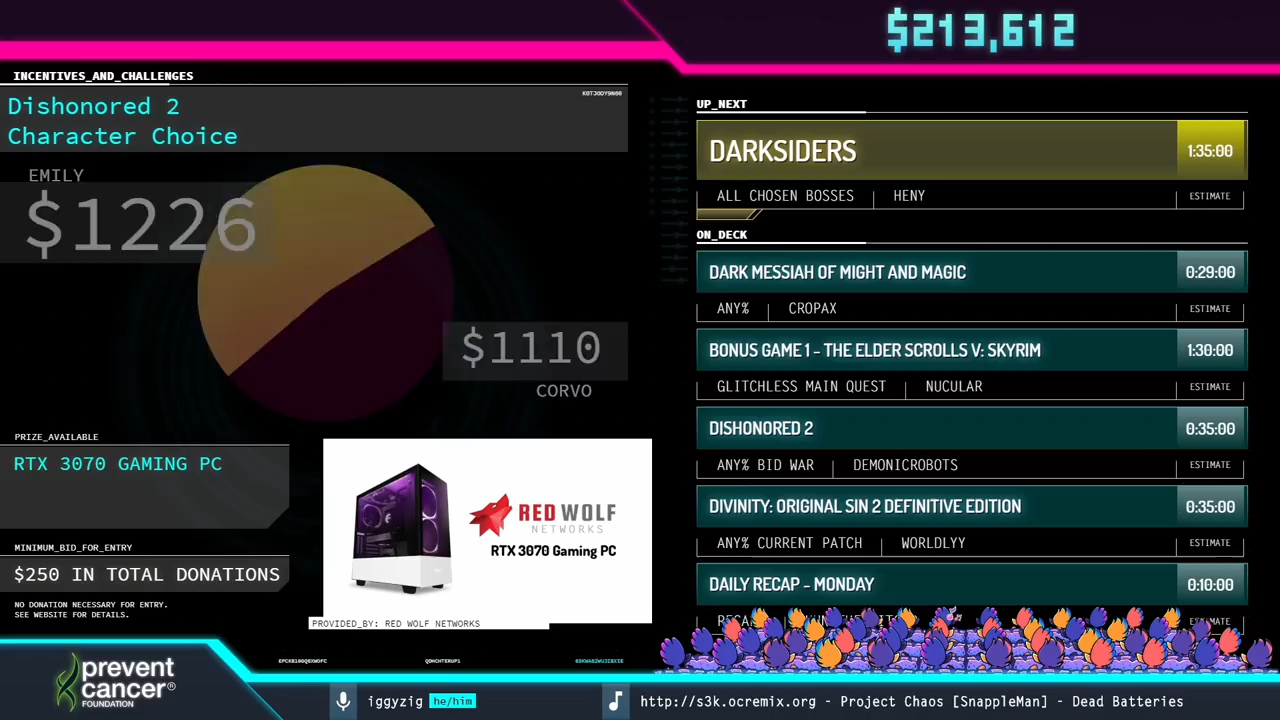 $213,612
INCENTIVES_AND_CHALLENGES
Dishonored 2
Character Choice
EMILY
$1226
$1110
CORVO
PRIZE_AVAILABLE
RTX 3070 GAMING PC
MINIMUM_BID_FOR_ENTRY
$250 IN TOTAL DONATIONS
NO DONATION NECESSARY FOR ENTRY.
SEE WEBSITE FOR DETAILS.
RED WOLF
NETWORKS
RTX 3070 Gaming PC
PROVIDED_BY: RED WOLF NETWORKS
UP_NEXT
DARKSIDERS 1:35:00
ALL CHOSEN BOSSES HENY ESTIMATE
ON_DECK
DARK MESSIAH OF MIGHT AND MAGIC 0:29:00
ANY% CROPAX ESTIMATE
BONUS GAME 1 - THE ELDER SCROLLS V: SKYRIM 1:30:00
GLITCHLESS MAIN QUEST NUCULAR ESTIMATE
DISHONORED 2 0:35:00
ANY% BID WAR DEMONICROBOTS ESTIMATE
DIVINITY: ORIGINAL SIN 2 DEFINITIVE EDITION 0:35:00
ANY% CURRENT PATCH WORLDLYY ESTIMATE
DAILY RECAP - MONDAY 0:10:00
prevent
cancer®
FOUNDATION
iggyzig he/him
http://s3k.ocremix.org - Project Chaos [SnappleMan] - Dead Batteries